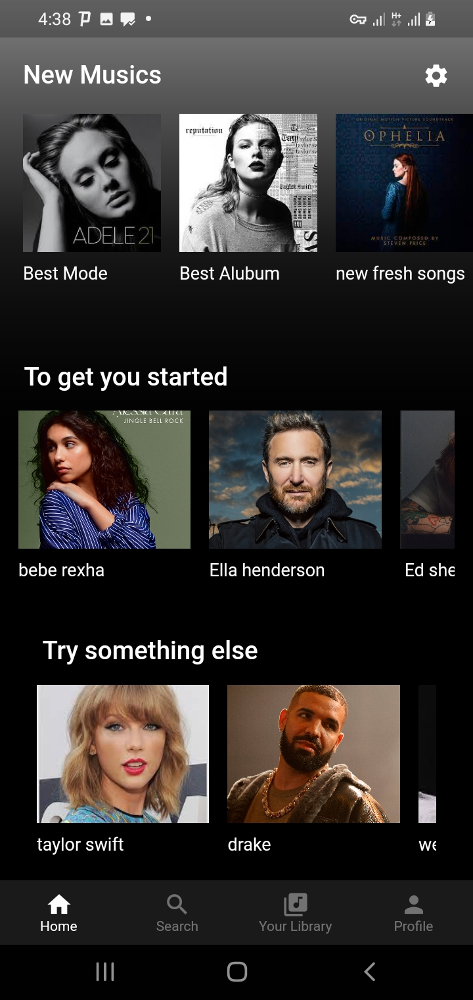 4:38
H+
New Musics
ADELE 21
reputation
Taylor Swift
ORIGINAL MOTION PICTURE SOUNDTRACK
OPHELIA
MUSIC COMPOSED BY
STEVEN PRICE
Best Mode
Best Alubum
new fresh songs
To get you started
Alessia Cara
JINGLE BELL ROCK
bebe rexha
Ella henderson
Ed she
Try something else
taylor swift
drake
we
Home
Search
Your Library
Profile